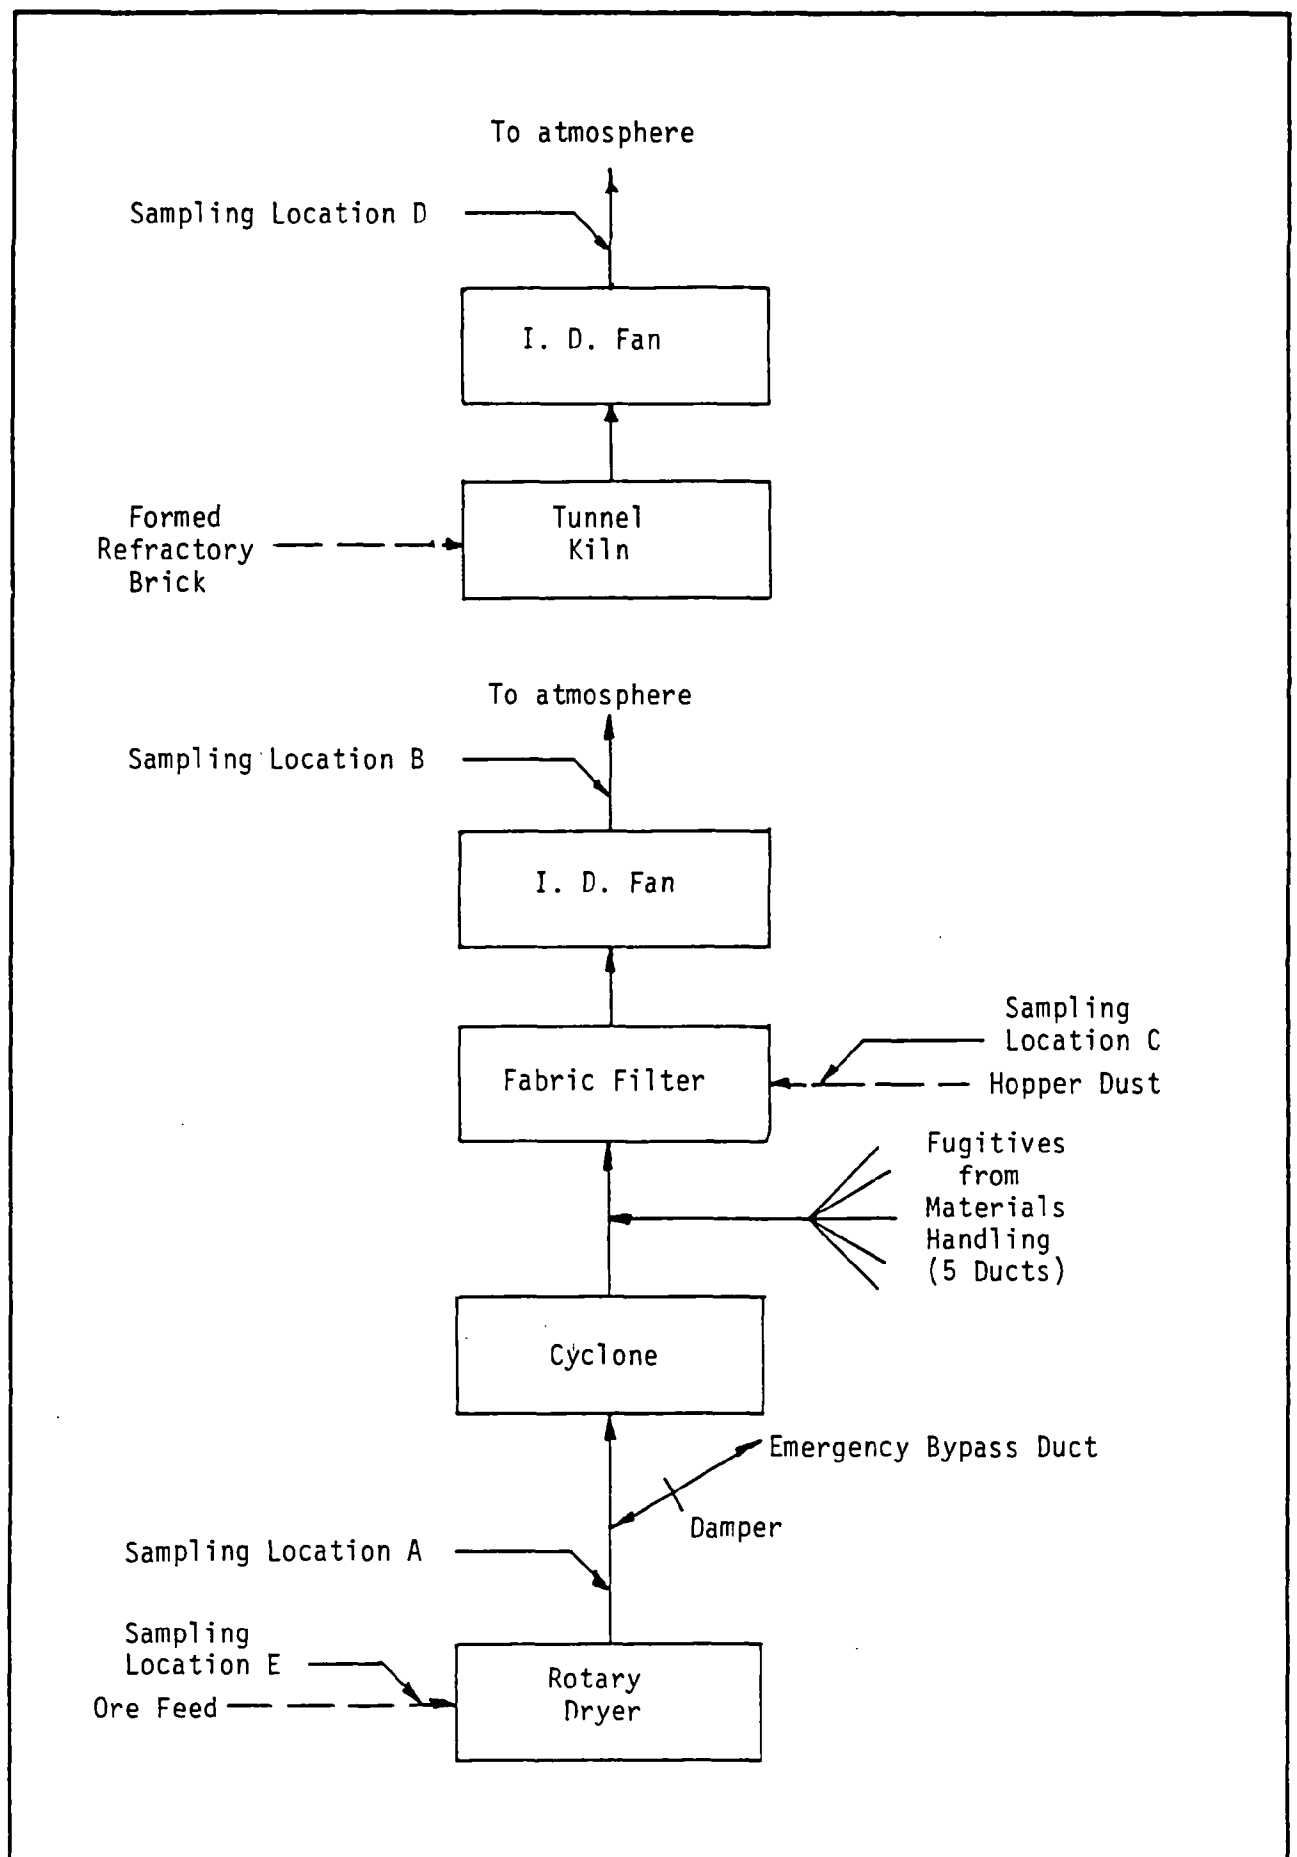 To atmosphere
Sampling Location D
I. D. Fan
Formed
Refractory
Brick
Tunnel
Kiln
To atmosphere
Sampling Location B
I. D. Fan
Sampling
Location C
Fabric Filter
Hopper Dust
Fugitives
from
Materials
Handling
(5 Ducts)
Cyclone
Emergency Bypass Duct
Damper
Sampling Location A
Sampling
Location E
Ore Feed
Rotary
Dryer